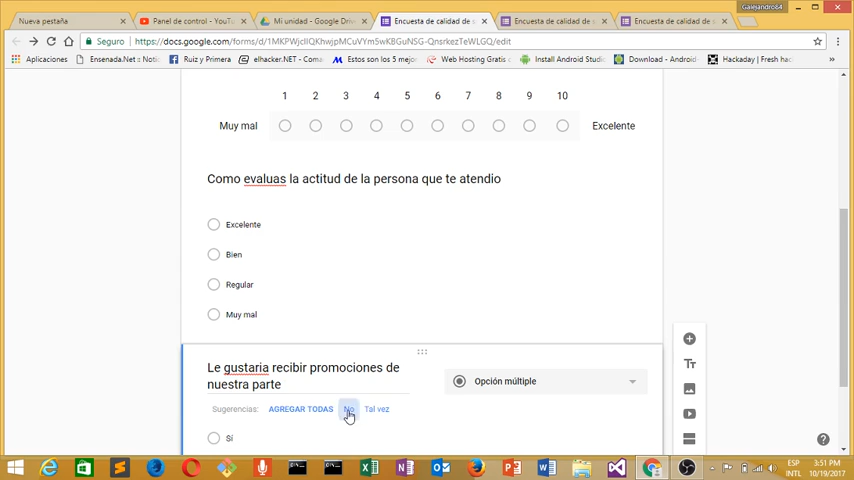 Galejandro84
Nueva pestaña
Panel de control - YouT
Mi unidad - Google Driv
Encuesta de calidad de s
Encuesta de calidad de s
Encuesta de calidad de s
Seguro
https://docs.google.com/forms/d/1MKPWjclIQKhwjpMCuVYm5wKBGuNSG-QnsrkezTeWLGQ/edit
Aplicaciones
Ensenada.Net :: Notic
Ruiz y Primera
elhacker.NET - Coma
Estos son los 5 mejor
Web Hosting Gratis c
Install Android Studio
Download - Android
Hackaday | Fresh hac
»
1 2 3 4 5 6 7 8 9 10
Muy mal
Excelente
Como evaluas la actitud de la persona que te atendio
Excelente
Bien
Regular
Muy mal
Le gustaria recibir promociones de
nuestra parte
Opción múltiple
Sugerencias: AGREGAR TODAS No Tal vez
Sí
ESP
INTL
3:51 PM
10/19/2017